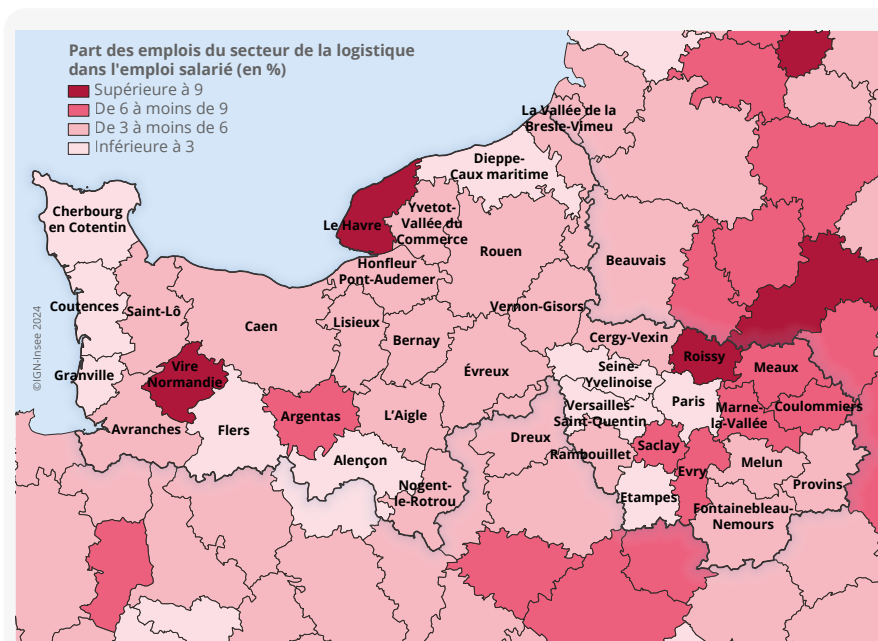 Part des emplois du secteur de la logistique
dans l'emploi salarié (en %)
Supérieure à 9
De 6 à moins de 9
De 3 à moins de 6
Inférieure à 3
La Vallée de la
Bresle-Vimeu
Dieppe-
Caux maritime
Cherbourg
en Cotentin
Le Havre
Yvetot-
Vallée du
Commerce
Rouen
Beauvais
Honfleur
Pont-Audemer
Coutences
Saint-Lô
Caen
Lisieux
Vernon-Gisors
Bernay
Cergy-Vexin
Roissy
Granville
Vire
Normandie
Évreux
Seine-
Yvelinoise
Meaux
Paris
Argentas
L'Aigle
Versailles-
Saint-Quentin
Marne-
la-Vallée
Coulommiers
Avranches
Flers
Dreux
Rambouillet
Saclay
Alençon
Evry
Melun
Nogent-
le-Rotrou
Etampes
Provins
Fontainebleau-
Nemours
©IGN-Insee 2024